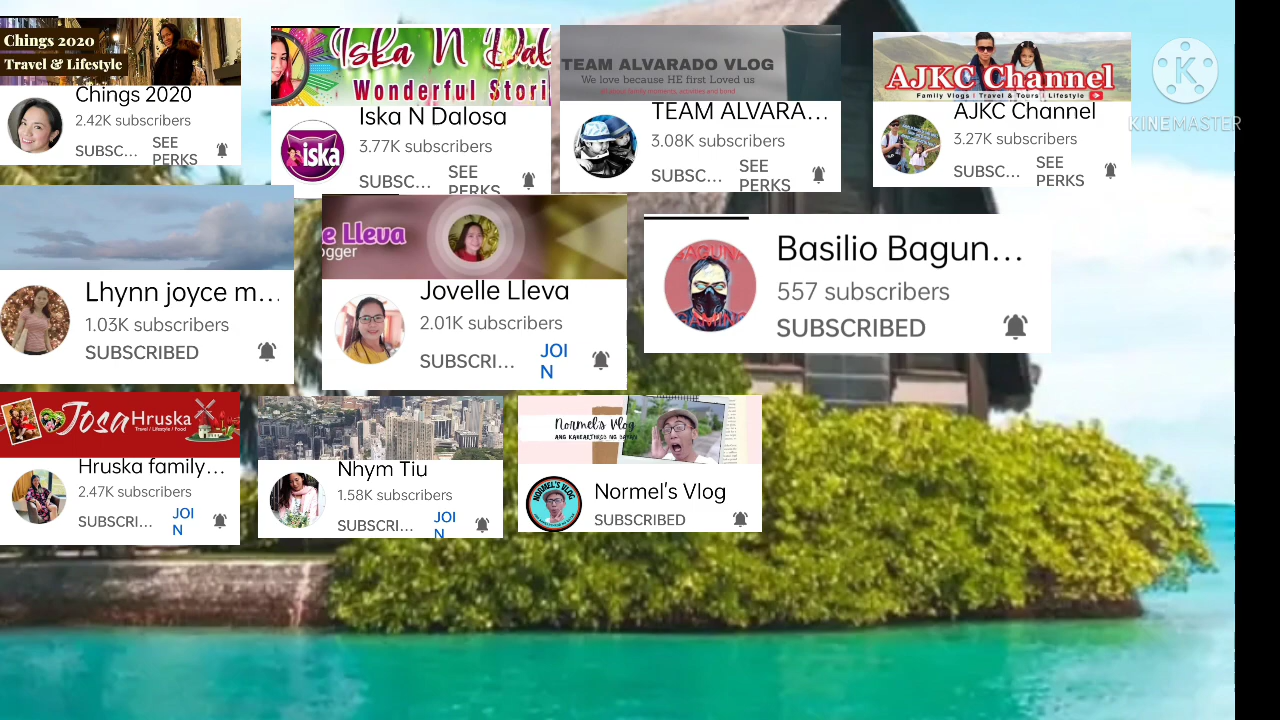 Chings 2020
Travel & Lifestyle
Chings 2020
2.42K subscribers
SUBSC...
SEE
PERKS
Iska N Dal
Wonderful Stori
iska
Iska N Dalosa
3.77K subscribers
SUBSC...
SEE
PERKS
TEAM ALVARADO VLOG
We love because HE first Loved us
TEAM ALVARA...
3.08K subscribers
SUBSC...
SEE
PERKS
AJKC Channel
Family Vlogs | Travel & Tours | Lifestyle
AJKC Channel
3.27K subscribers
SUBSC...
SEE
PERKS
KINEMASTER
Lhynn joyce m...
1.03K subscribers
SUBSCRIBED
e Lleva
ogger
Jovelle Lleva
2.01K subscribers
SUBSCRI...
JOI
N
BAGUNA
GAMING
Basilio Bagun...
557 subscribers
SUBSCRIBED
Josa Hruska
Travel / Lifestyle / Food
Hruska family...
2.47K subscribers
SUBSCRI...
JOI
N
Nhym Tiu
1.58K subscribers
SUBSCRI...
JOI
N
Normel's Vlog
NORMEL'S VLOG
Normel's Vlog
SUBSCRIBED